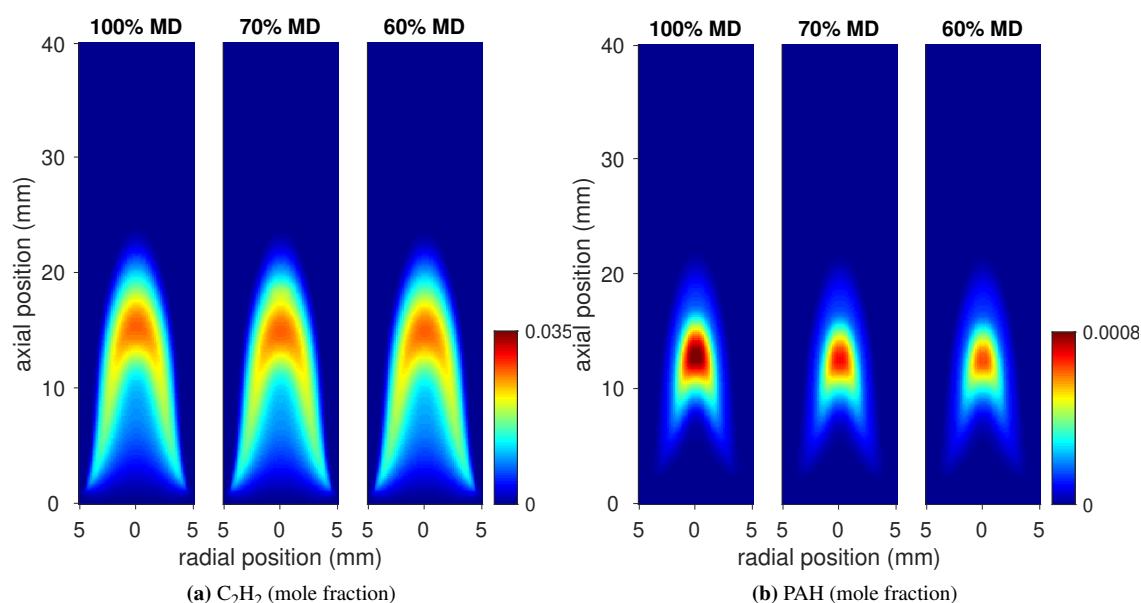 100% MD 70% MD 60% MD
40
30
20
10
0
axial position (mm)
5 0 5 5 0 5 5 0 5
radial position (mm)
0.035
0
(a) C₂H₂ (mole fraction)
100% MD 70% MD 60% MD
40
30
20
10
0
axial position (mm)
5 0 5 5 0 5 5 0 5
radial position (mm)
0.0008
0
(b) PAH (mole fraction)